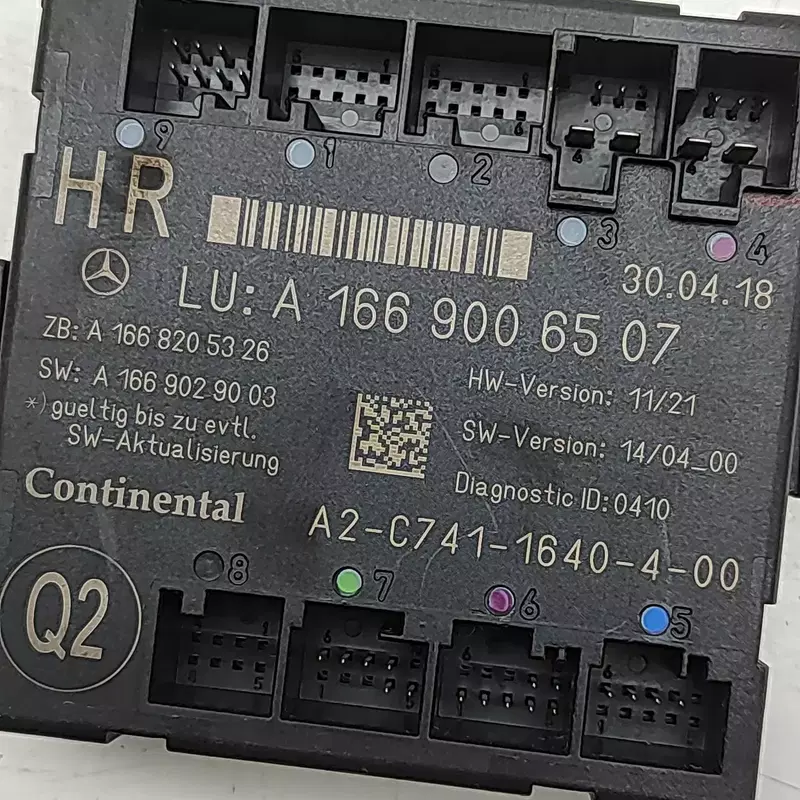 9
1
2
3
4
HR
30.04.18
LU: A 166 900 65 07
ZB: A 166 820 53 26
SW: A 166 902 90 03
*) gueltig bis zu evtl.
SW-Aktualisierung
HW-Version: 11/21
SW-Version: 14/04_00
Diagnostic ID: 0410
Continental
A2-C741-1640-4-00
Q2
8
7
6
5